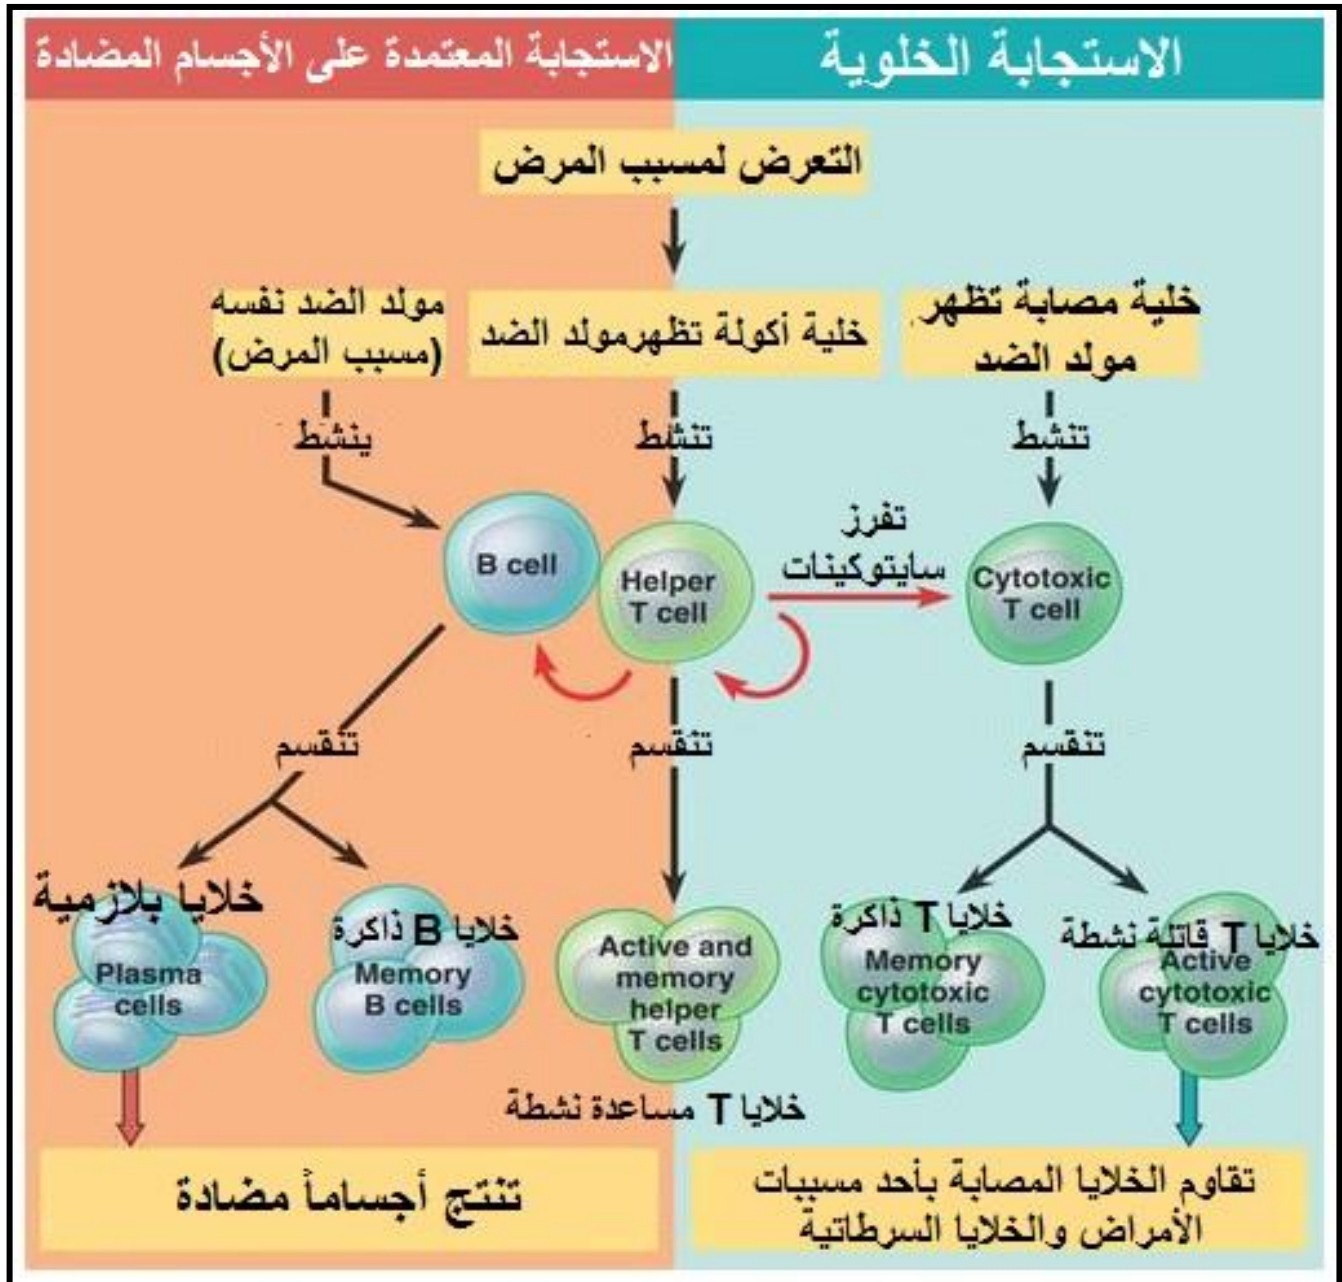 الاستجابة الخلوية
الاستجابة المعتمدة على الأجسام المضادة
التعرض لمسبب المرض
خلية مصابة تظهر
مولد الضد
خلية أكولة تظهرمولد الضد
مولد الضد نفسه
(مسبب المرض)
تنشط
تنشط
ينشط
تفرز
سايتوكينات
Cytotoxic
T cell
Helper
T cell
B cell
تنقسم
تنقسم
تنقسم
خلايا T قاتلة نشطة
Active
cytotoxic
T cells
خلايا T ذاكرة
Memory
cytotoxic
T cells
Active and
memory
helper
T cells
خلايا T مساعدة نشطة
خلايا B ذاكرة
Memory
B cells
خلايا بلازمية
Plasma
cells
تقاوم الخلايا المصابة بأحد مسببات
الأمراض والخلايا السرطاتية
تنتج أجساماً مضادة